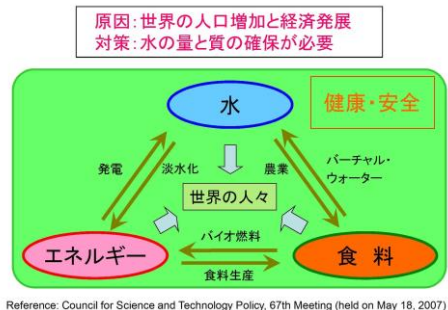 原因:世界の人口増加と経済発展
対策:水の量と質の確保が必要
水
健康・安全
発電
淡水化
農業
バーチャル・
ウォーター
世界の人々
エネルギー
バイオ燃料
食料生産
食 料
Reference: Council for Science and Technology Policy, 67th Meeting (held on May 18, 2007)